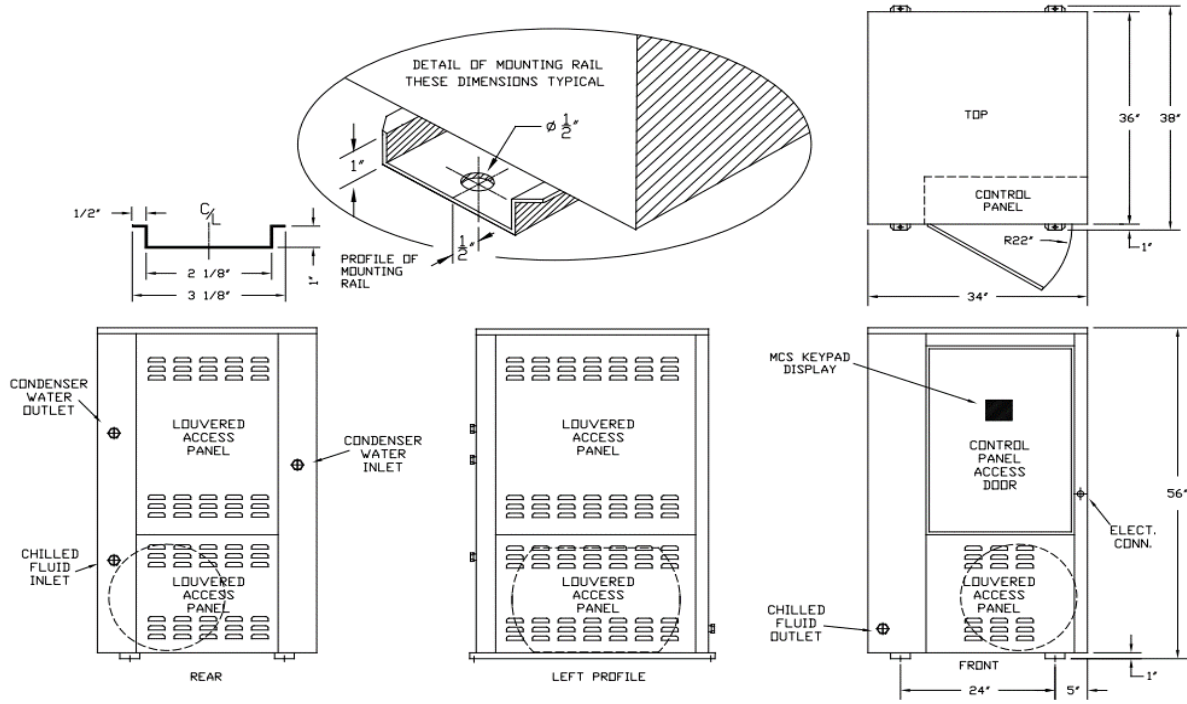 DETAIL OF MOUNTING RAIL
THESE DIMENSIONS TYPICAL
ø 1/2"
1"
1/2"
PROFILE OF
MOUNTING
RAIL
1/2"
C/L
1"
2 1/8"
3 1/8"
TOP
CONTROL
PANEL
36"
38"
R22"
1"
34"
CONDENSER
WATER
OUTLET
LOUVERED
ACCESS
PANEL
CONDENSER
WATER
INLET
CHILLED
FLUID
INLET
LOUVERED
ACCESS
PANEL
REAR
LOUVERED
ACCESS
PANEL
LOUVERED
ACCESS
PANEL
LEFT PROFILE
MCS KEYPAD
DISPLAY
CONTROL
PANEL
ACCESS
DOOR
56"
ELECT.
CONN.
LOUVERED
ACCESS
PANEL
CHILLED
FLUID
OUTLET
FRONT
1"
24"
5"